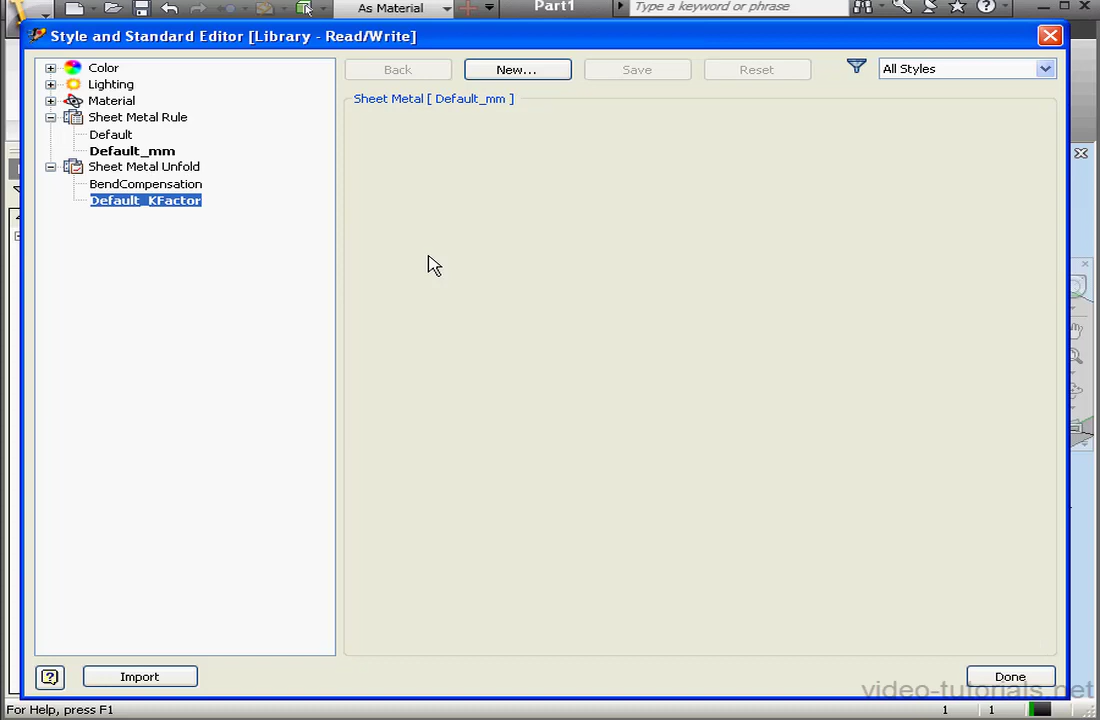 As Material
Part1
Type a keyword or phrase
Style and Standard Editor [Library - Read/Write]
Color
Lighting
Material
Sheet Metal Rule
Default
Default_mm
Sheet Metal Unfold
BendCompensation
Default_KFactor
Back
New...
Save
Reset
All Styles
Sheet Metal [ Default_mm ]
Import
Done
video-tutorials.net
For Help, press F1
1
1